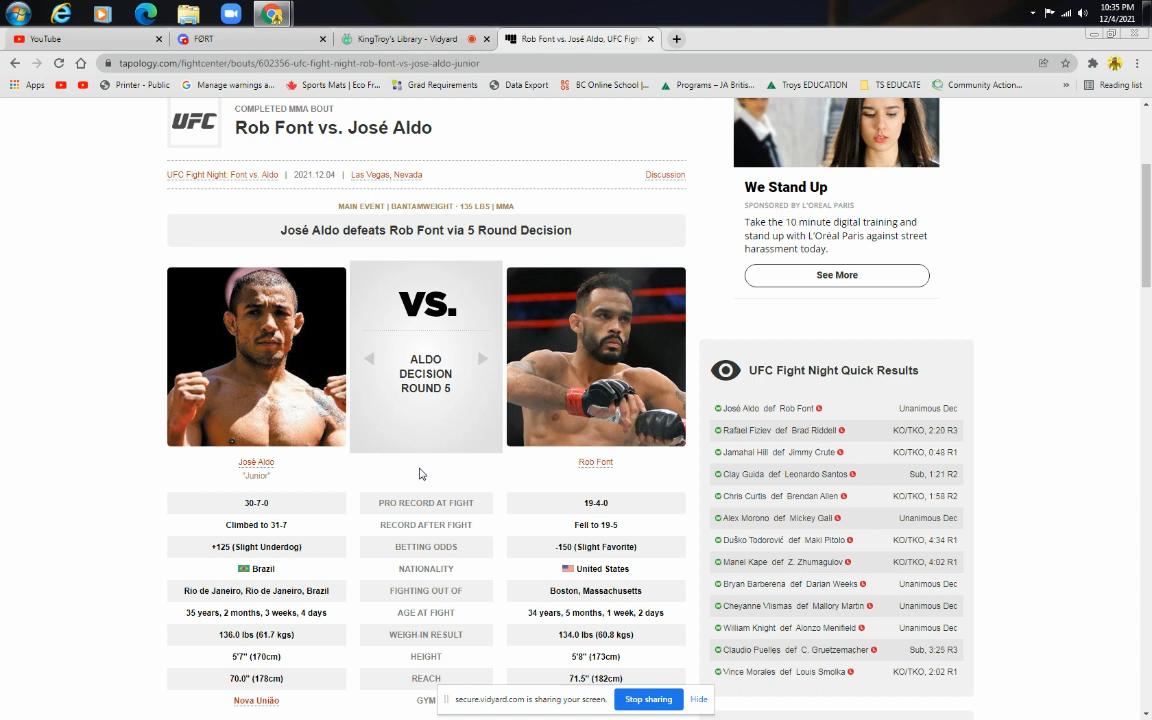 10:35 PM
12/4/2021
YouTube
FØRT
KingTroy's Library - Vidyard
Rob Font vs. José Aldo, UFC Figh
tapology.com/fightcenter/bouts/602356-ufc-fight-night-rob-font-vs-jose-aldo-junior
Apps
Printer - Public
Manage warnings a...
Sports Mats | Eco Fr...
Grad Requirements
Data Export
BC Online School |...
Programs – JA Britis...
Troys EDUCATION
TS EDUCATE
Community Action...
»
Reading list
UFC
COMPLETED MMA BOUT
Rob Font vs. José Aldo
UFC Fight Night: Font vs. Aldo | 2021.12.04 | Las Vegas, Nevada
Discussion
MAIN EVENT | BANTAMWEIGHT · 135 LBS | MMA
José Aldo defeats Rob Font via 5 Round Decision
VS.
ALDO
DECISION
ROUND 5
José Aldo
"Junior"
Rob Font
30-7-0 PRO RECORD AT FIGHT 19-4-0
Climbed to 31-7 RECORD AFTER FIGHT Fell to 19-5
+125 (Slight Underdog) BETTING ODDS -150 (Slight Favorite)
Brazil NATIONALITY United States
Rio de Janeiro, Rio de Janeiro, Brazil FIGHTING OUT OF Boston, Massachusetts
35 years, 2 months, 3 weeks, 4 days AGE AT FIGHT 34 years, 5 months, 1 week, 2 days
136.0 lbs (61.7 kgs) WEIGH-IN RESULT 134.0 lbs (60.8 kgs)
5'7" (170cm) HEIGHT 5'8" (173cm)
70.0" (178cm) REACH 71.5" (182cm)
Nova União GYM
We Stand Up
SPONSORED BY L'OREAL PARIS
Take the 10 minute digital training and
stand up with L'Oréal Paris against street
harassment today.
See More
UFC Fight Night Quick Results
W José Aldo def Rob Font L Unanimous Dec
W Rafael Fiziev def Brad Riddell L KO/TKO, 2:20 R3
W Jamahal Hill def Jimmy Crute L KO/TKO, 0:48 R1
W Clay Guida def Leonardo Santos L Sub, 1:21 R2
W Chris Curtis def Brendan Allen L KO/TKO, 1:58 R2
W Alex Morono def Mickey Gall L Unanimous Dec
W Duško Todorović def Maki Pitolo L KO/TKO, 4:34 R1
W Manel Kape def Z. Zhumagulov L KO/TKO, 4:02 R1
W Bryan Barberena def Darian Weeks L Unanimous Dec
W Cheyanne Vlismas def Mallory Martin L Unanimous Dec
W William Knight def Alonzo Menifield L Unanimous Dec
W Claudio Puelles def C. Gruetzemacher L Sub, 3:25 R3
W Vince Morales def Louis Smolka L KO/TKO, 2:02 R1
secure.vidyard.com is sharing your screen.
Stop sharing
Hide